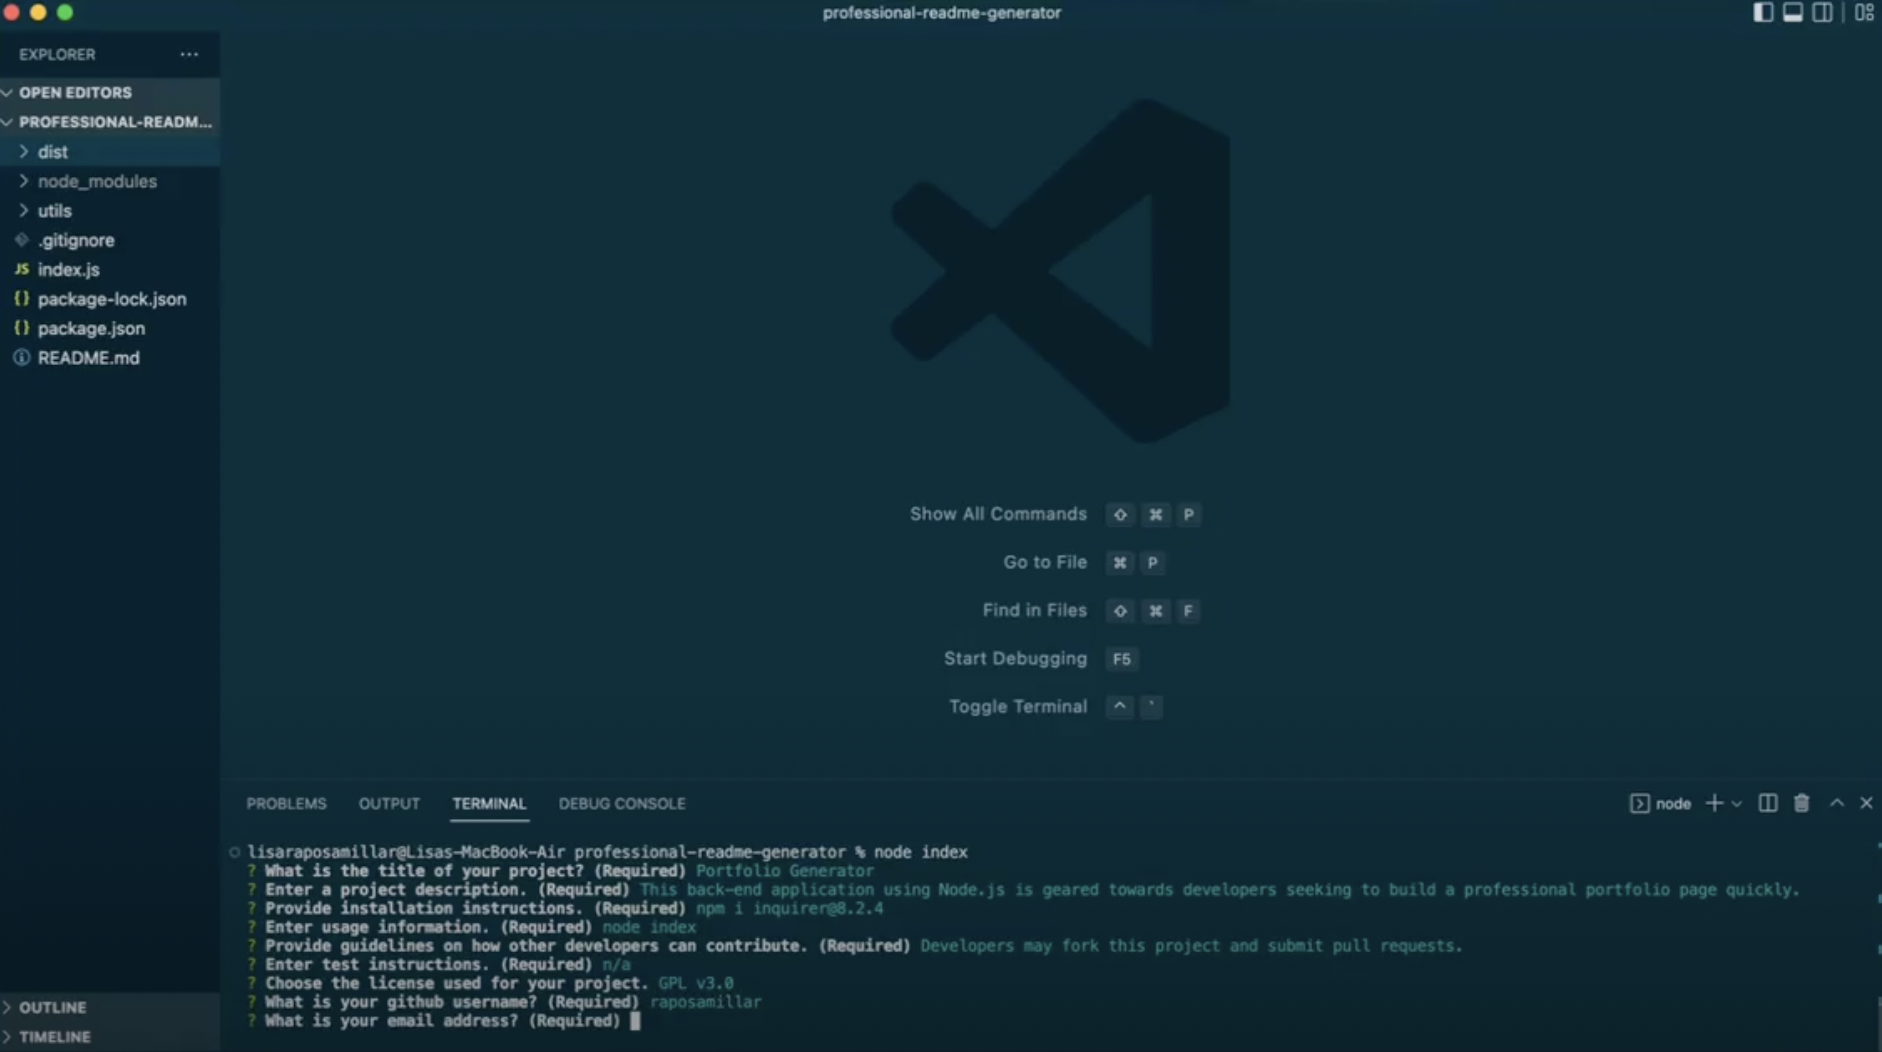 professional-readme-generator
EXPLORER
OPEN EDITORS
PROFESSIONAL-READM...
dist
node_modules
utils
.gitignore
JS index.js
{} package-lock.json
{} package.json
README.md
OUTLINE
TIMELINE
Show All Commands ⇧ ⌘ P
Go to File ⌘ P
Find in Files ⇧ ⌘ F
Start Debugging F5
Toggle Terminal ^ `
PROBLEMS OUTPUT TERMINAL DEBUG CONSOLE
node
lisaraposamillar@Lisas-MacBook-Air professional-readme-generator % node index
? What is the title of your project? (Required) Portfolio Generator
? Enter a project description. (Required) This back-end application using Node.js is geared towards developers seeking to build a professional portfolio page quickly.
? Provide installation instructions. (Required) npm i inquirer@8.2.4
? Enter usage information. (Required) node index
? Provide guidelines on how other developers can contribute. (Required) Developers may fork this project and submit pull requests.
? Enter test instructions. (Required) n/a
? Choose the license used for your project. GPL v3.0
? What is your github username? (Required) raposamillar
? What is your email address? (Required)